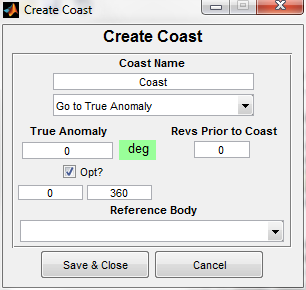 Create Coast
Create Coast
Coast Name
Coast
Go to True Anomaly
True Anomaly Revs Prior to Coast
0 deg 0
Opt?
0 360
Reference Body
Save & Close Cancel